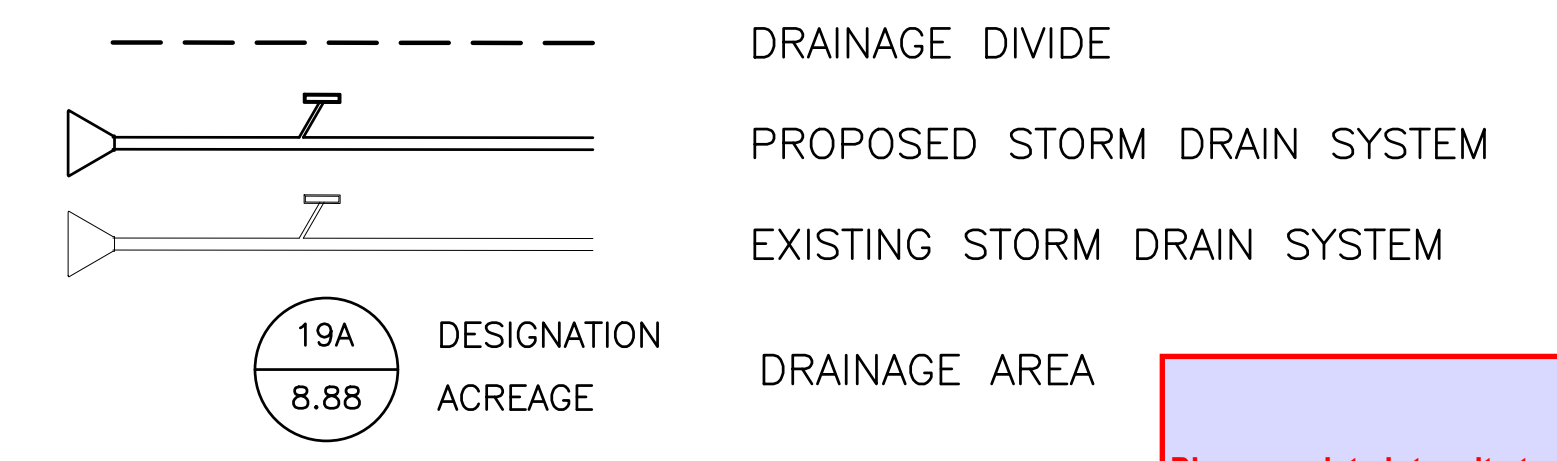 DRAINAGE DIVIDE
PROPOSED STORM DRAIN SYSTEM
EXISTING STORM DRAIN SYSTEM
19A DESIGNATION
8.88 ACREAGE
DRAINAGE AREA